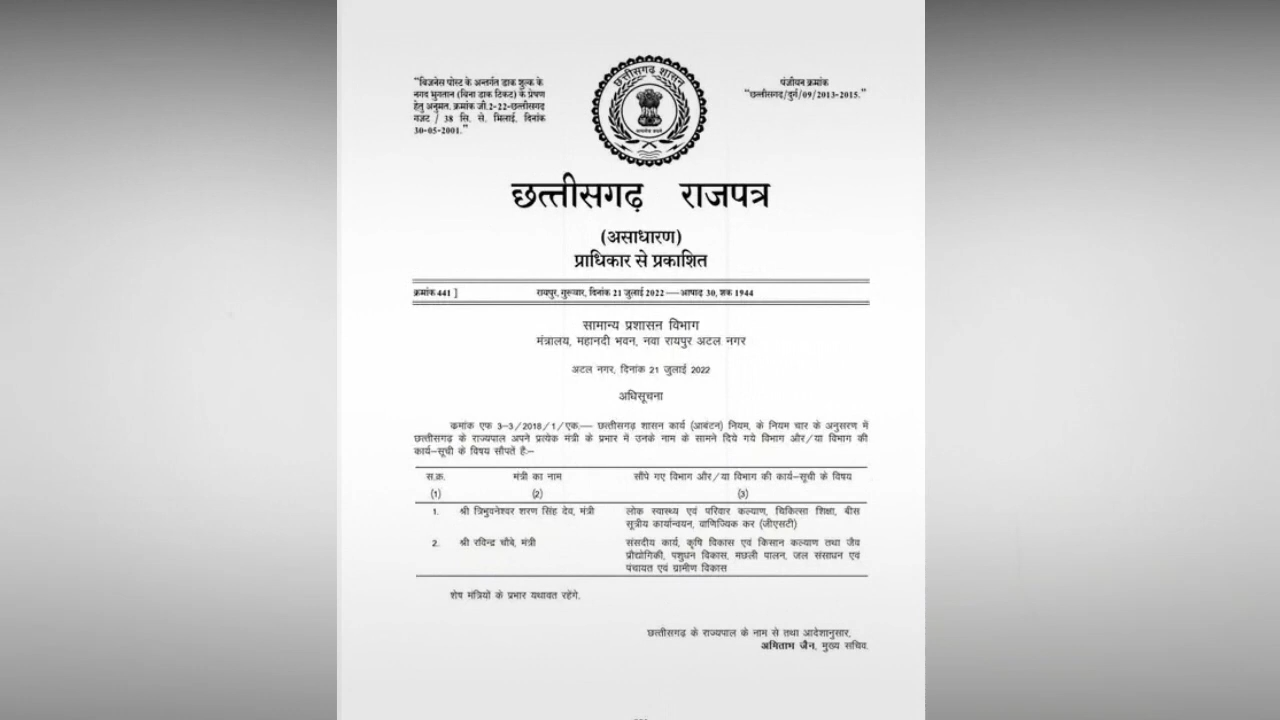 "बिजनेस पोस्ट के अन्तर्गत डाक शुल्क के
नगद भुगतान (बिना डाक टिकट) के प्रेषण
हेतु अनुमत. क्रमांक जी.2-22-छत्तीसगढ़
गजट / 38 सि. से. भिलाई, दिनांक
30-05-2001."
छत्तीसगढ़ शासन
सत्यमेव जयते
पंजीयन क्रमांक
"छत्तीसगढ़/दुर्ग/09/2013-2015."
छत्तीसगढ़ राजपत्र
(असाधारण)
प्राधिकार से प्रकाशित
क्रमांक 441 ]
रायपुर, गुरूवार, दिनांक 21 जुलाई 2022 — आषाढ़ 30, शक 1944
सामान्य प्रशासन विभाग
मंत्रालय, महानदी भवन, नवा रायपुर अटल नगर
अटल नगर, दिनांक 21 जुलाई 2022
अधिसूचना
क्रमांक एफ 3-3/2018/1/एक.— छत्तीसगढ़ शासन कार्य (आबंटन) नियम, के नियम चार के अनुसरण में
छत्तीसगढ़ के राज्यपाल अपने प्रत्येक मंत्री के प्रभार में उनके नाम के सामने दिये गये विभाग और/या विभाग की
कार्य-सूची के विषय सौंपतें है:-
स.क्र. मंत्री का नाम सौंपे गए विभाग और/या विभाग की कार्य-सूची के विषय
(1) (2) (3)
1. श्री त्रिभुवनेश्वर शरण सिंह देव, मंत्री लोक स्वास्थ्य एवं परिवार कल्याण, चिकित्सा शिक्षा, बीस
सूत्रीय कार्यान्वयन, वाणिज्यिक कर (जीएसटी)
2. श्री रविन्द्र चौबे, मंत्री संसदीय कार्य, कृषि विकास एवं किसान कल्याण तथा जैव
प्रौद्योगिकी, पशुधन विकास, मछली पालन, जल संसाधन एवं
पंचायत एवं ग्रामीण विकास
शेष मंत्रियों के प्रभार यथावत रहेंगे.
छत्तीसगढ़ के राज्यपाल के नाम से तथा आदेशानुसार,
अमिताभ जैन, मुख्य सचिव.